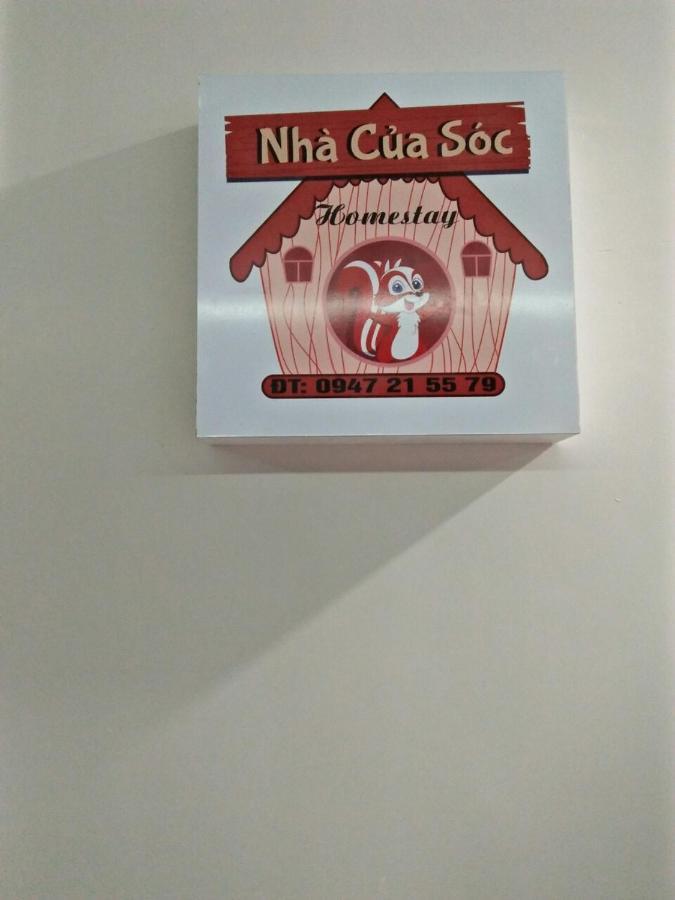 Nhà Của Sóc
Homestay
ĐT: 0947 21 55 79